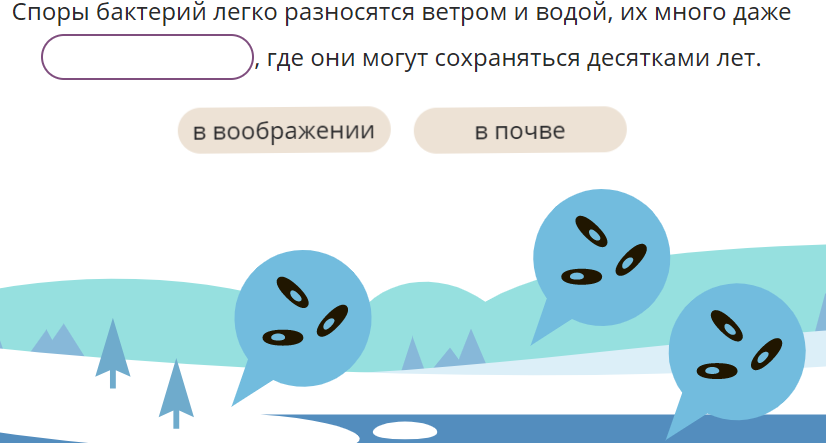 Споры бактерий легко разносятся ветром и водой, их много даже
, где они могут сохраняться десятками лет.
в воображении в почве